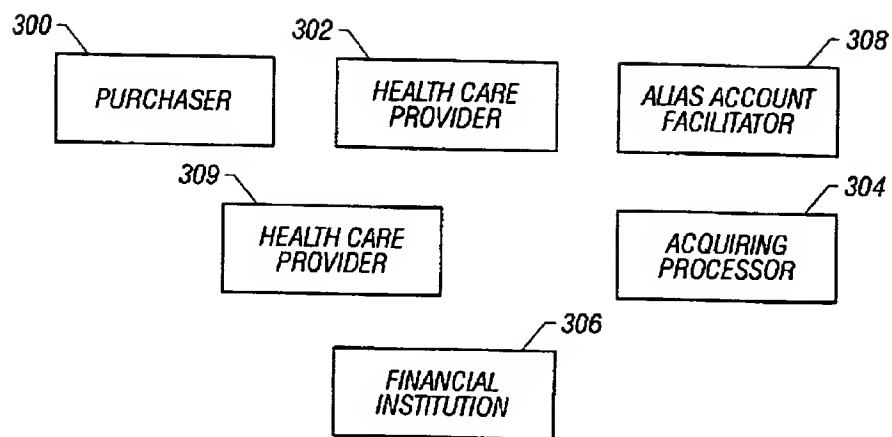 300
302
308
PURCHASER
HEALTH CARE
PROVIDER
ALIAS ACCOUNT
FACILITATOR
309
304
HEALTH CARE
PROVIDER
ACQUIRING
PROCESSOR
306
FINANCIAL
INSTITUTION